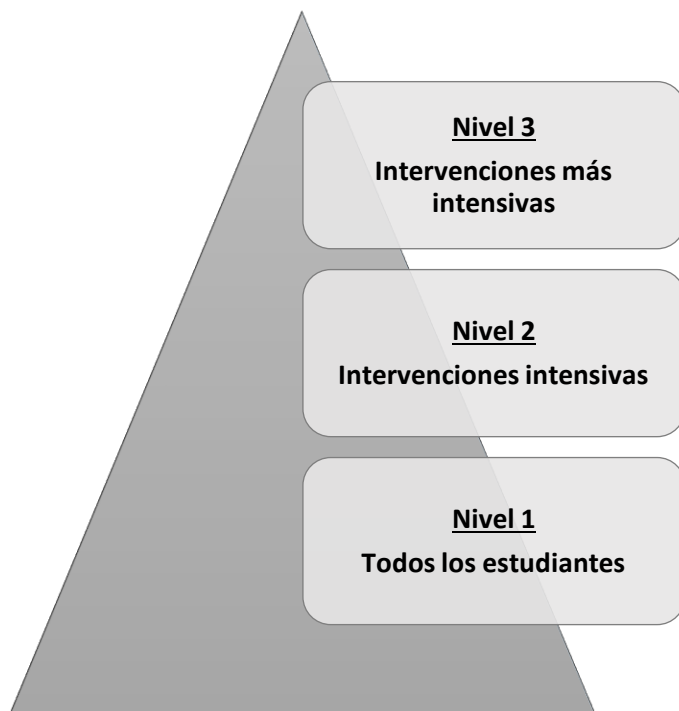 Nivel 3
Intervenciones más
intensivas
Nivel 2
Intervenciones intensivas
Nivel 1
Todos los estudiantes